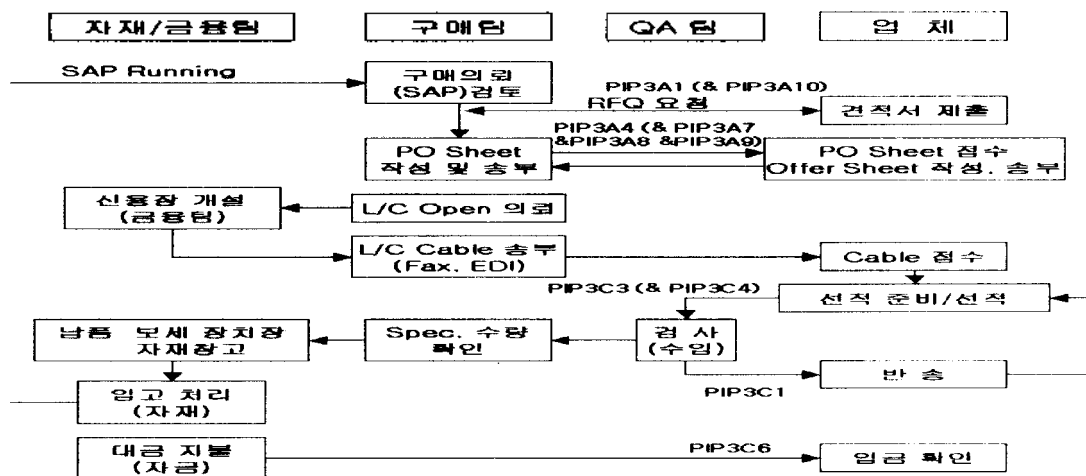 자재/금융팀
구매팀
QA 팀
업 체
SAP Running
구매의뢰
(SAP)검토
PIP3A1 (& PIP3A10)
RFQ 요청
견적서 제출
PIP3A4 (& PIP3A7
&PIP3A8 &PIP3A9)
PO Sheet
작성 및 송부
PO Sheet 접수
Offer Sheet 작성. 송부
신용장 개설
(금융팀)
L/C Open 의뢰
L/C Cable 송부
(Fax. EDI)
Cable 접수
PIP3C3 (& PIP3C4)
선적 준비/선적
납품 보세 장치장
자재창고
Spec. 수량
확인
검 사
(수입)
PIP3C1
반 송
입고 처리
(자재)
대금 지불
(자금)
PIP3C6
입금 확인